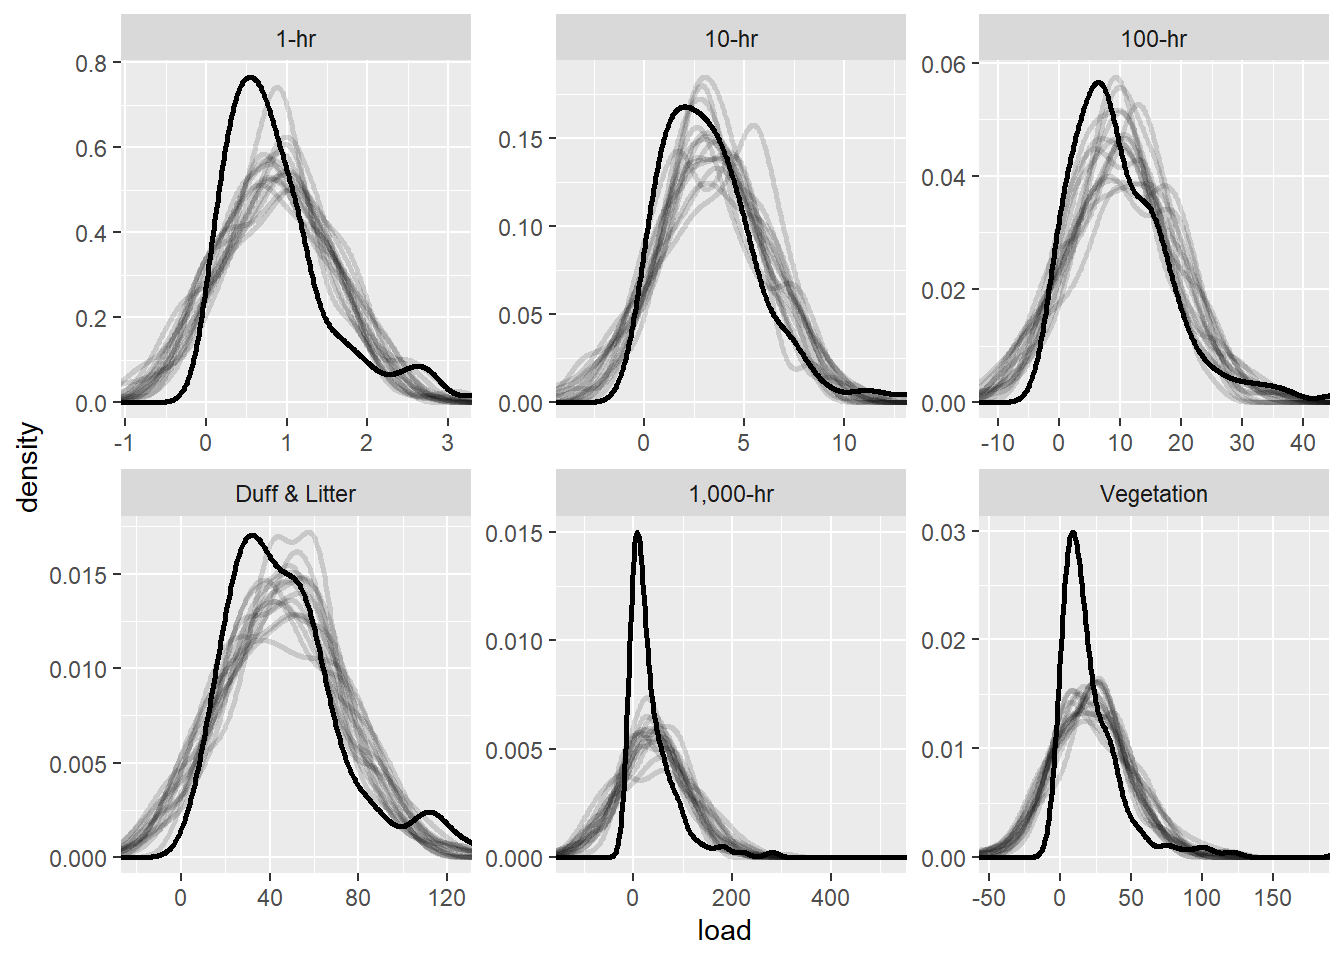 1-hr 10-hr 100-hr
0.8 0.6 0.4 0.2 0.0
0.15 0.10 0.05 0.00
0.06 0.04 0.02 0.00
-1 0 1 2 3
0 5 10
-10 0 10 20 30 40
density
Duff & Litter 1,000-hr Vegetation
0.015 0.010 0.005 0.000
0.015 0.010 0.005 0.000
0.03 0.02 0.01 0.00
0 40 80 120
0 200 400
-50 0 50 100 150
load